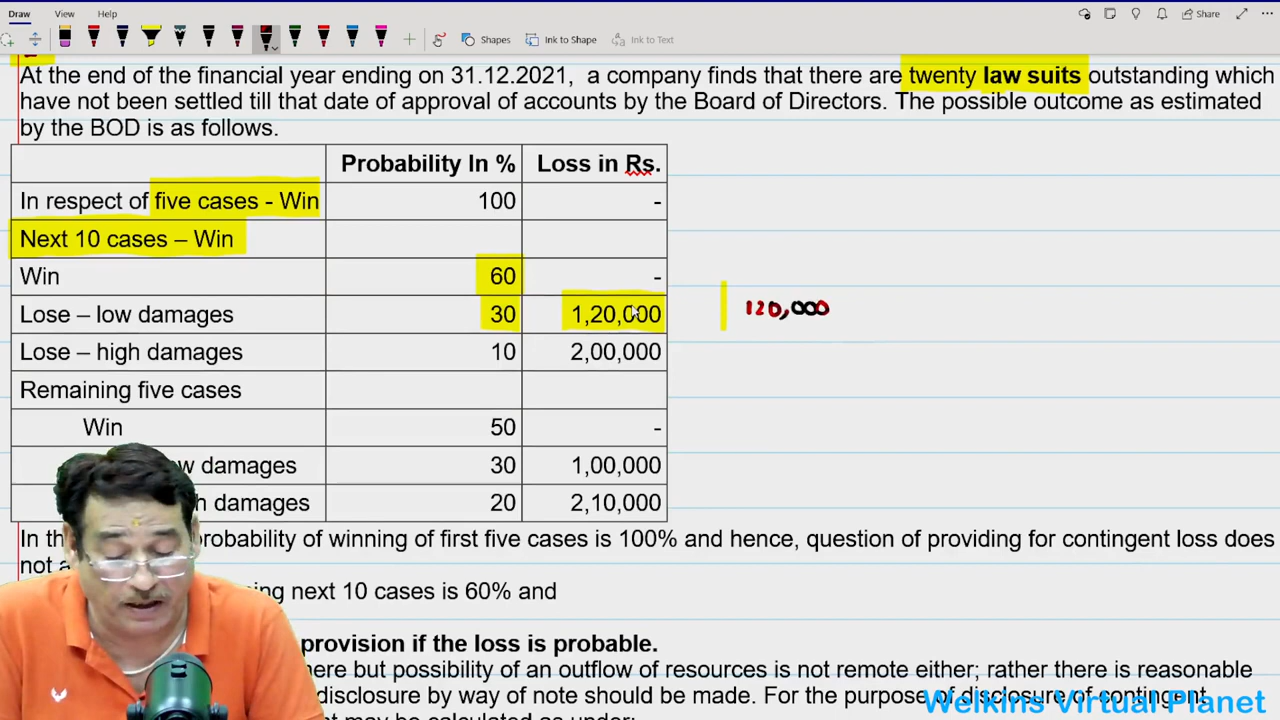 Draw View Help
Shapes Ink to Shape Ink to Text Share
At the end of the financial year ending on 31.12.2021, a company finds that there are twenty law suits outstanding which
have not been settled till that date of approval of accounts by the Board of Directors. The possible outcome as estimated
by the BOD is as follows.
Probability In % Loss in Rs.
In respect of five cases - Win 100 -
Next 10 cases – Win
Win 60 -
Lose – low damages 30 1,20,000 120,000
Lose – high damages 10 2,00,000
Remaining five cases
Win 50 -
damages 30 1,00,000
damages 20 2,10,000
In probability of winning of first five cases is 100% and hence, question of providing for contingent loss does
not
next 10 cases is 60% and
provision if the loss is probable.
but possibility of an outflow of resources is not remote either; rather there is reasonable
disclosure by way of note should be made. For the purpose of disclosure of contingent
may be calculated as under:
Welkins Virtual Planet